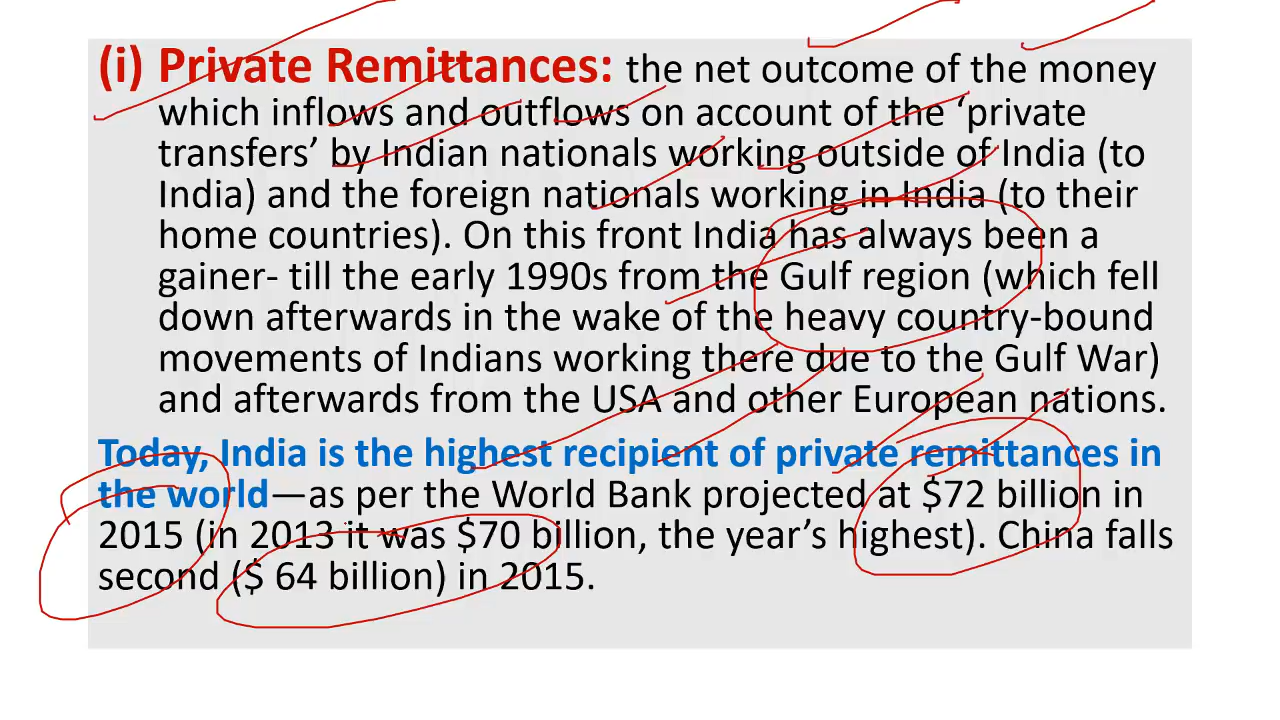 (i) Private Remittances: the net outcome of the money
which inflows and outflows on account of the ‘private
transfers’ by Indian nationals working outside of India (to
India) and the foreign nationals working in India (to their
home countries). On this front India has always been a
gainer- till the early 1990s from the Gulf region (which fell
down afterwards in the wake of the heavy country-bound
movements of Indians working there due to the Gulf War)
and afterwards from the USA and other European nations.
Today, India is the highest recipient of private remittances in
the world—as per the World Bank projected at $72 billion in
2015 (in 2013 it was $70 billion, the year’s highest). China falls
second ($ 64 billion) in 2015.